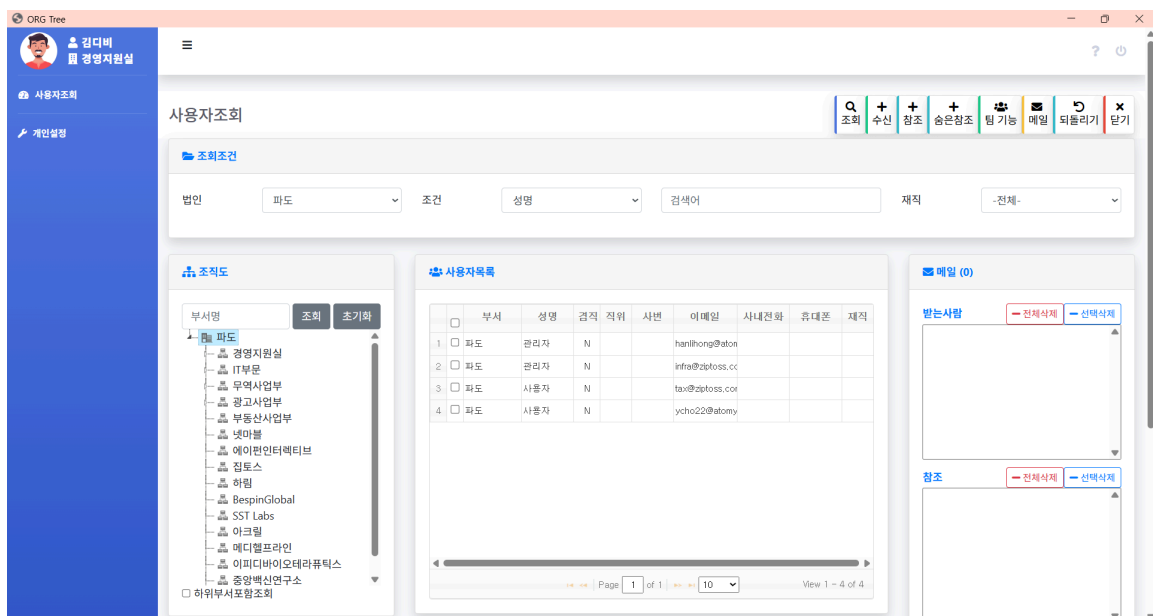 ORG Tree
김디비
경영지원실
사용자조회
개인설정
사용자조회
조회 수신 참조 숨은참조 팀 기능 메일 되돌리기 닫기
조회조건
법인 파도 조건 성명 검색어 재직 -전체-
조직도
부서명 조회 초기화
파도
경영지원실
IT부문
무역사업부
광고사업부
부동산사업부
넷마블
에이펀인터렉티브
집토스
하림
BespinGlobal
SST Labs
아크릴
메디헬프라인
이피디바이오테라퓨틱스
중앙백신연구소
하위부서포함조회
사용자목록
부서 성명 겸직 직위 사번 이메일 사내전화 휴대폰 재직
1 파도 관리자 N hanlihong@aton
2 파도 관리자 N infra@ziptoss.cc
3 파도 사용자 N tax@ziptoss.cor
4 파도 사용자 N ycho22@atomy
Page 1 of 1 10 View 1 - 4 of 4
메일 (0)
받는사람 전체삭제 선택삭제
참조 전체삭제 선택삭제